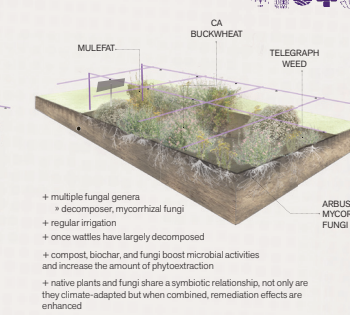 CA
BUCKWHEAT
MULEFAT
TELEGRAPH
WEED
ARBUS
MYCOR
FUNGI
+ multiple fungal genera
» decomposer, mycorrhizal fungi
+ regular irrigation
+ once wattles have largely decomposed
+ compost, biochar, and fungi boost microbial activities
and increase the amount of phytoextraction
+ native plants and fungi share a symbiotic relationship, not only are
they climate-adapted but when combined, remediation effects are
enhanced